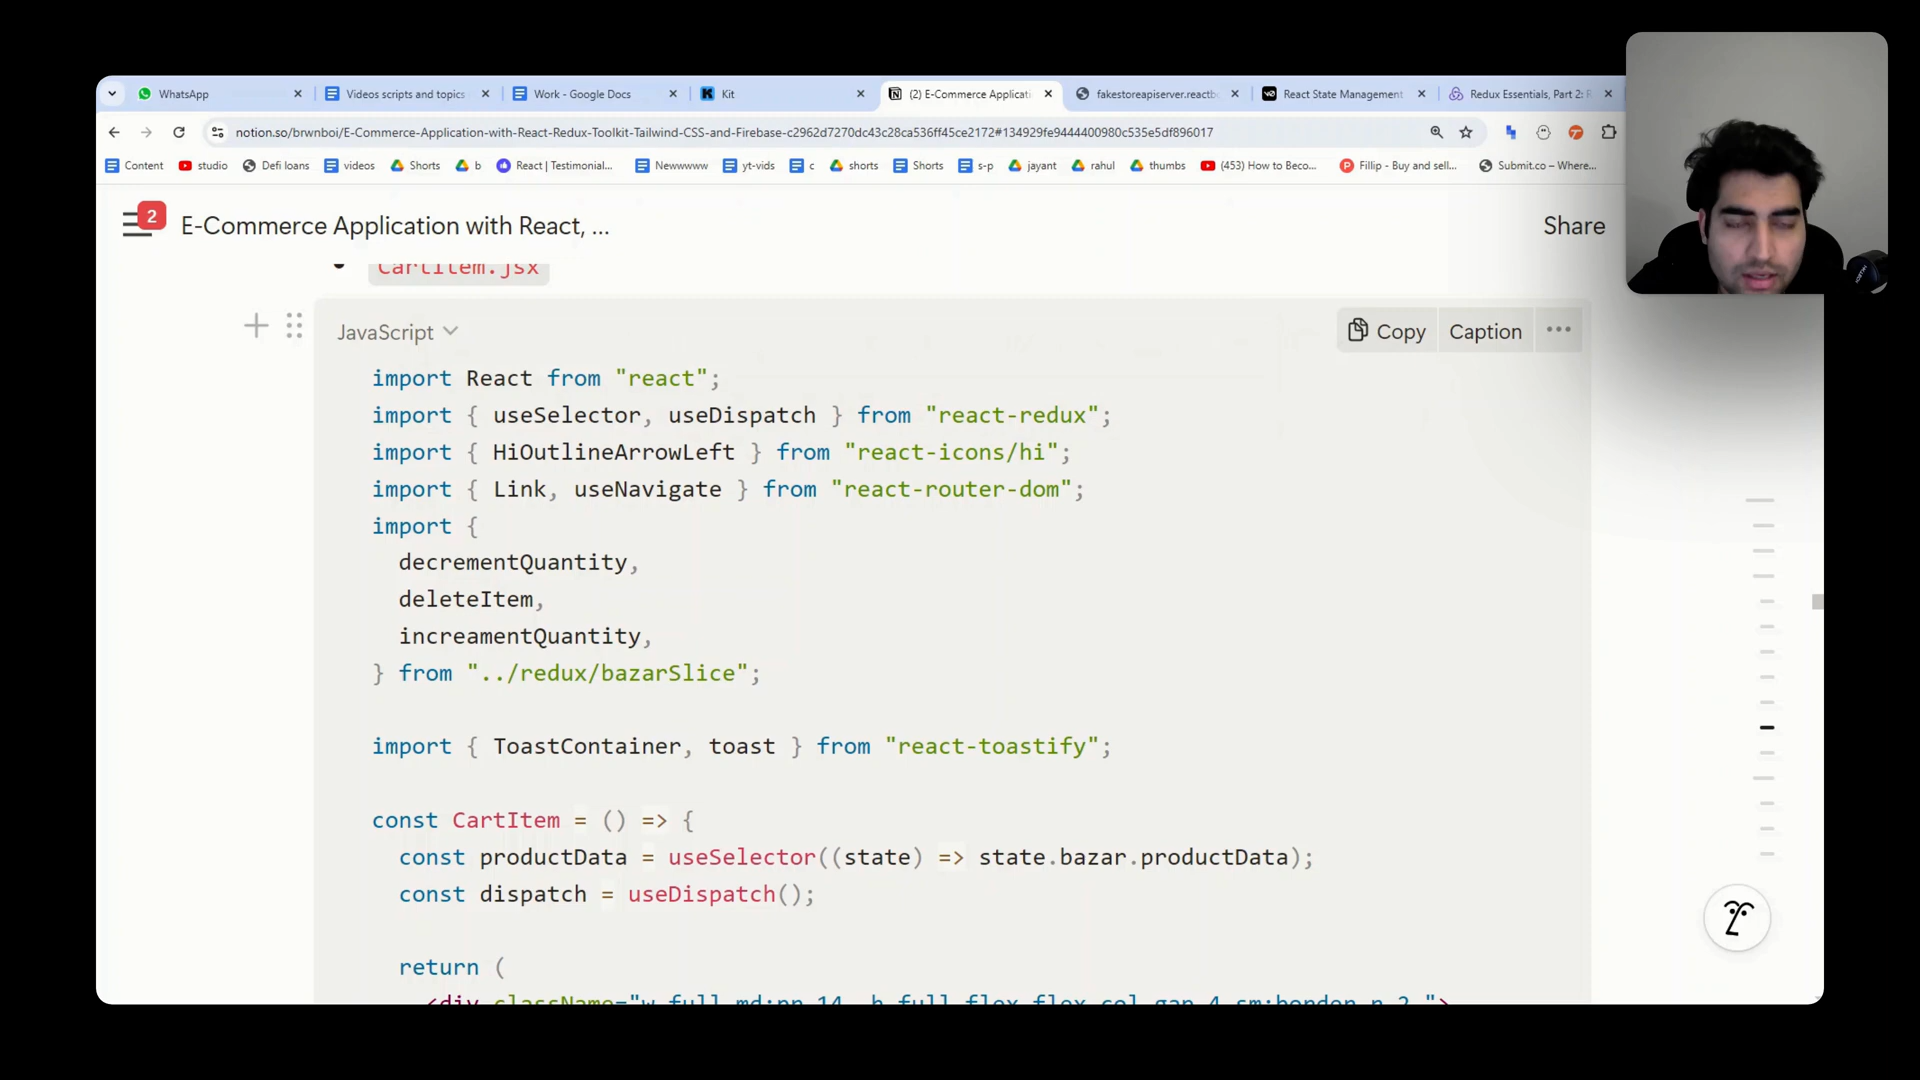 WhatsApp
Videos scripts and topics
Work - Google Docs
Kit
(2) E-Commerce Applicati
fakestoreapiserver.reactb
React State Management
Redux Essentials, Part 2: R
notion.so/brwnboi/E-Commerce-Application-with-React-Redux-Toolkit-Tailwind-CSS-and-Firebase-c2962d7270dc43c28ca536ff45ce2172#134929fe9444400980c535e5df896017
Content
studio
Defi loans
videos
Shorts
b
React | Testimonial...
Newwwww
yt-vids
c
shorts
Shorts
s-p
jayant
rahul
thumbs
(453) How to Beco...
Fillip - Buy and sell...
Submit.co – Where...
2
E-Commerce Application with React, ...
Share
CartItem.jsx
JavaScript
Copy
Caption
import React from "react";
import { useSelector, useDispatch } from "react-redux";
import { HiOutlineArrowLeft } from "react-icons/hi";
import { Link, useNavigate } from "react-router-dom";
import {
decrementQuantity,
deleteItem,
increamentQuantity,
} from "../redux/bazarSlice";
import { ToastContainer, toast } from "react-toastify";
const CartItem = () => {
const productData = useSelector((state) => state.bazar.productData);
const dispatch = useDispatch();
return (